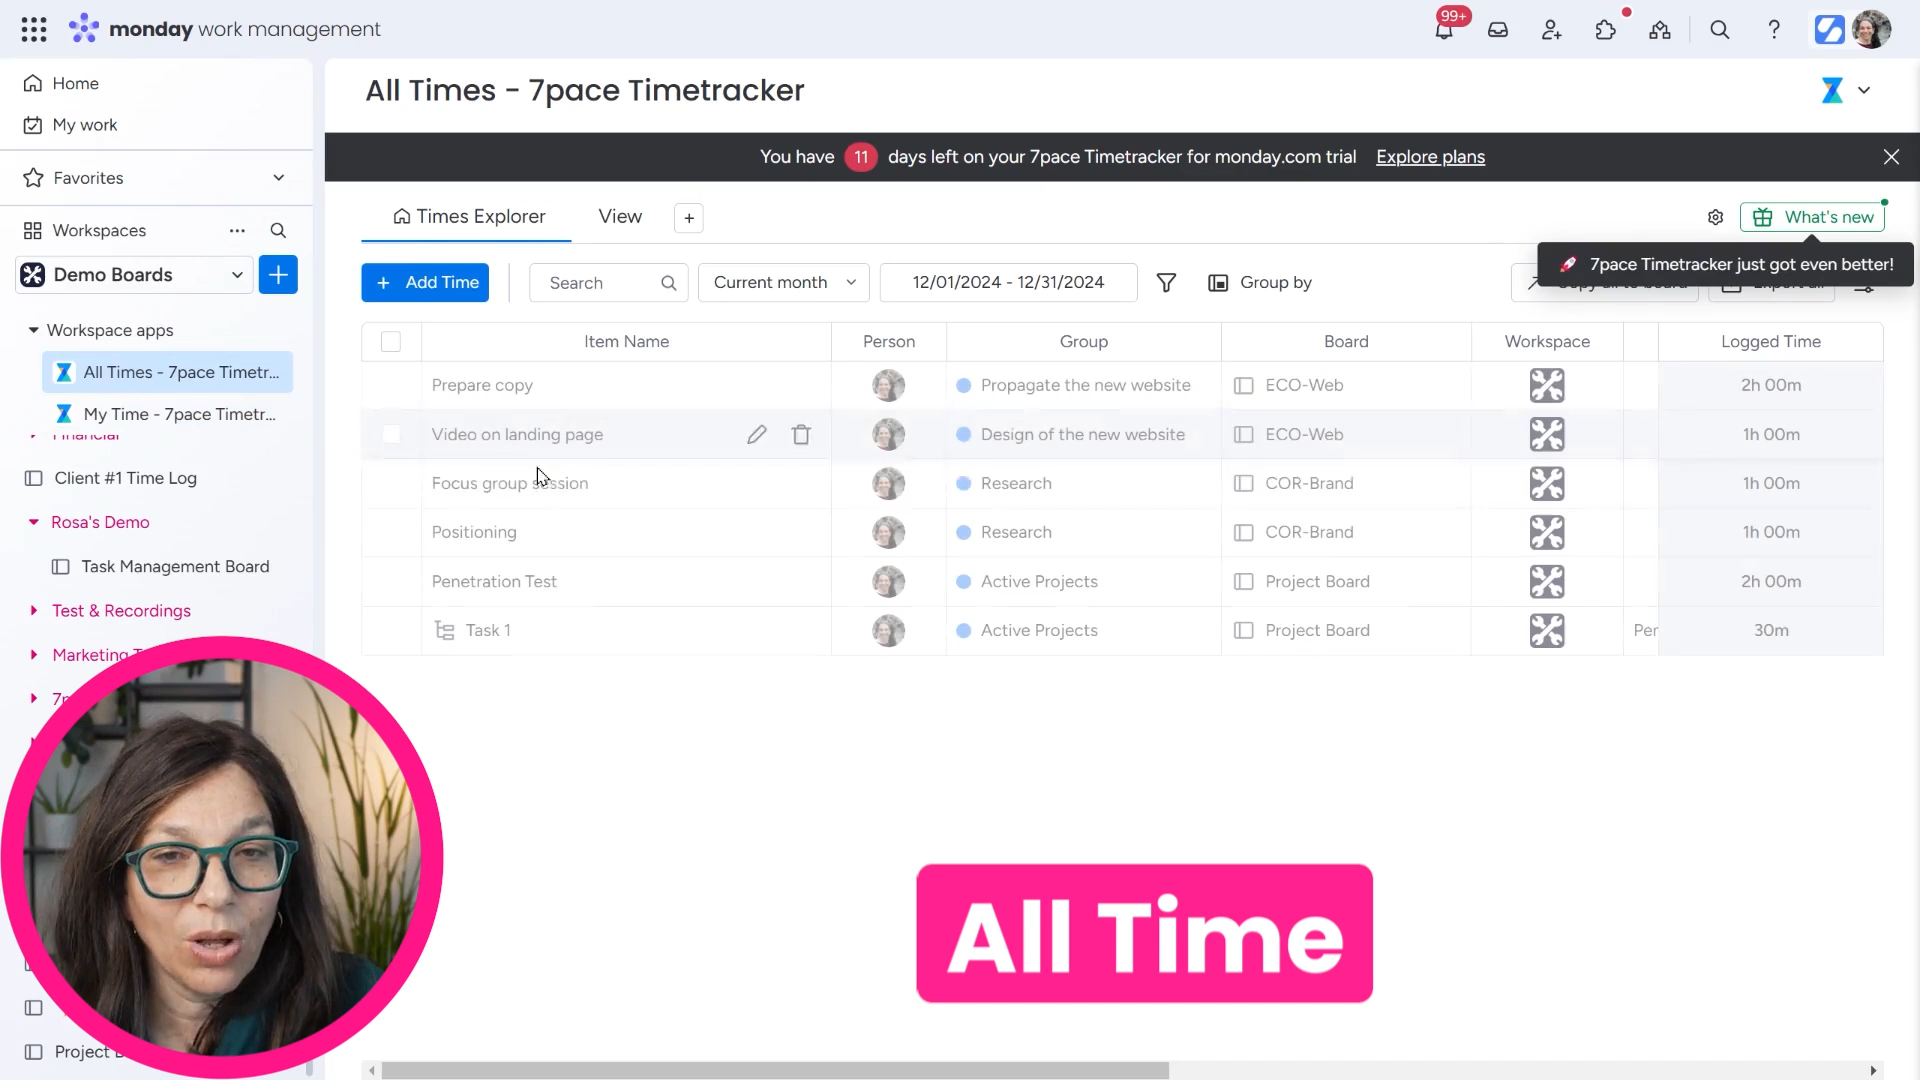 monday work management
99+
Home
My work
Favorites
Workspaces
Demo Boards
Workspace apps
All Times - 7pace Timetr...
My Time - 7pace Timetr...
Financial
Client #1 Time Log
Rosa's Demo
Task Management Board
Test & Recordings
Marketing
All Times - 7pace Timetracker
You have 11 days left on your 7pace Timetracker for monday.com trial Explore plans
Times Explorer View + What's new
🚀 7pace Timetracker just got even better!
+ Add Time Search Current month 12/01/2024 - 12/31/2024 Group by
Item Name Person Group Board Workspace Logged Time
Prepare copy Propagate the new website ECO-Web 2h 00m
Video on landing page Design of the new website ECO-Web 1h 00m
Focus group session Research COR-Brand 1h 00m
Positioning Research COR-Brand 1h 00m
Penetration Test Active Projects Project Board 2h 00m
Task 1 Active Projects Project Board Per 30m
All Time
Project